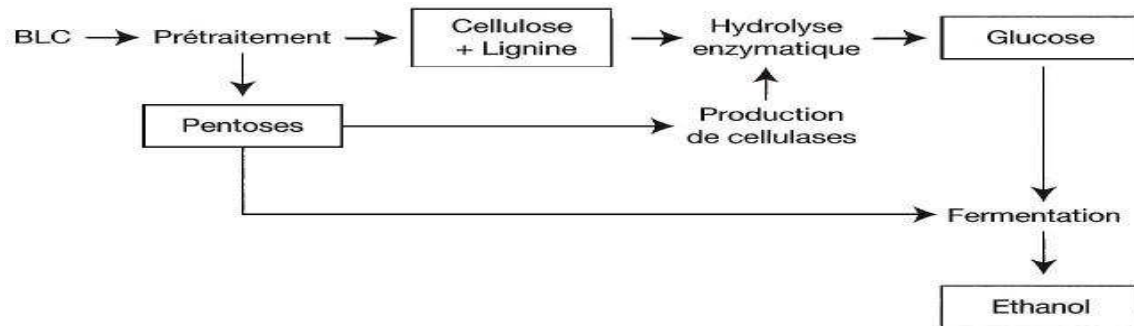 BLC
Prétraitement
Cellulose
+ Lignine
Hydrolyse
enzymatique
Glucose
Pentoses
Production
de cellulases
Fermentation
Ethanol